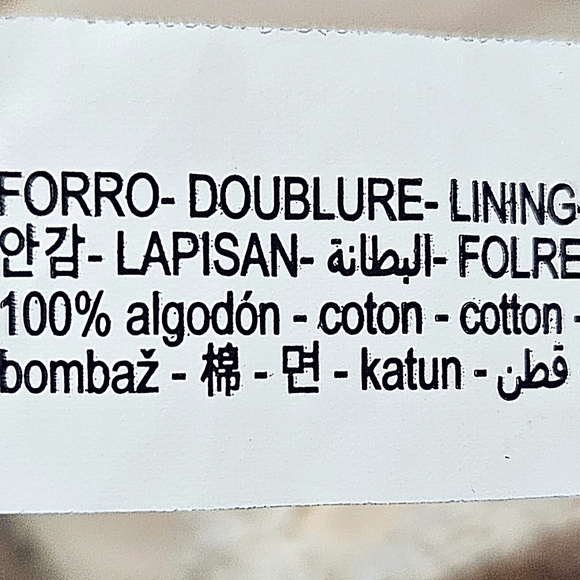 FORRO- DOUBLURE- LINING-
안감- LAPISAN- البطانة- FOLRE
100% algodón - coton - cotton -
bombaž - 棉 - 면 - katun - قطن